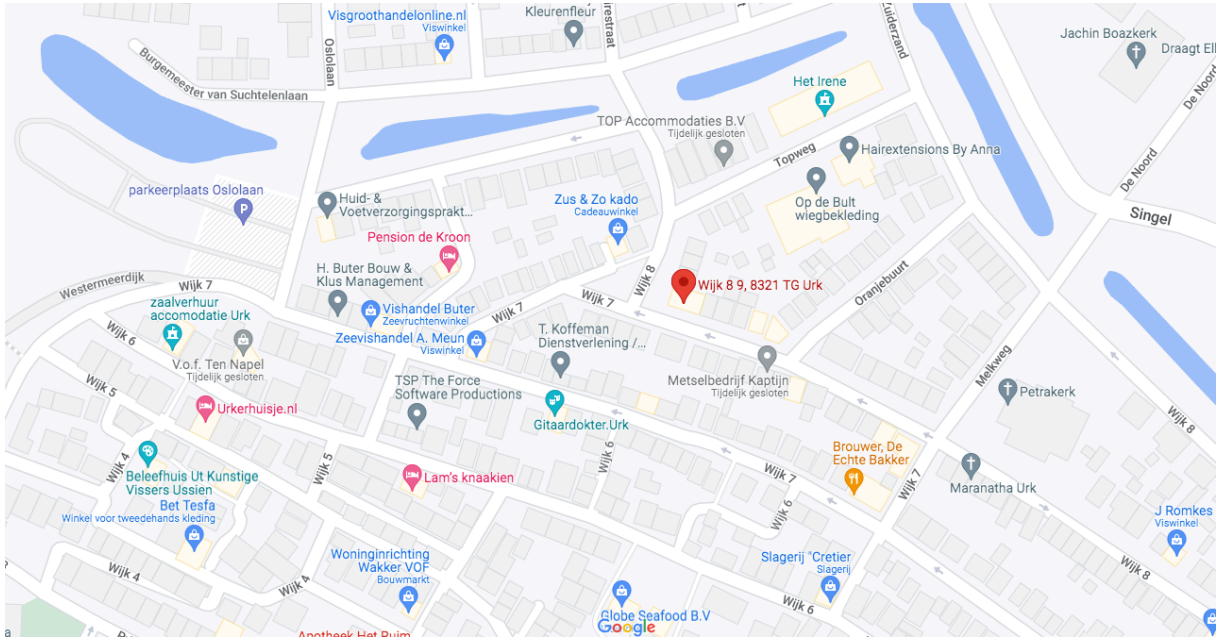 Visgroothandelonline.nl
Viswinkel
Kleurenfleur
Oslolaan
restraat
Zuiderzand
Jachin Boazkerk
Draagt El
De Noord
Burgemeester van Suchtelenlaan
Het Irene
TOP Accommodaties B.V
Tijdelijk gesloten
Topweg
Hairextensions By Anna
De Noord
parkeerplaats Oslolaan
P
Huid- &
Voetverzorgingsprakt...
Zus & Zo kado
Cadeauwinkel
Op de Bult
wiegbekleding
Singel
Pension de Kroon
Westermeerdijk
Wijk 7
H. Buter Bouw &
Klus Management
Wijk 8
Wijk 8 9, 8321 TG Urk
Oranjebuurt
zaalverhuur
accomodatie Urk
Wijk 6
Vishandel Buter
Zeevruchtenwinkel
Wijk 7
Wijk 7
Zeevishandel A. Meun
Viswinkel
T. Koffeman
Dienstverlening /...
V.o.f. Ten Napel
Tijdelijk gesloten
Metselbedrijf Kaptijn
Tijdelijk gesloten
Melkweg
Wijk 5
TSP The Force
Software Productions
Petrakerk
Urkerhuisje.nl
Gitaardokter.Urk
Wijk 8
Wijk 4
Wijk 5
Wijk 6
Brouwer, De
Echte Bakker
Beleefhuis Ut Kunstige
Vissers Ussien
Lam's knaakien
Wijk 7
Wijk 7
Maranatha Urk
Bet Tesfa
Winkel voor tweedehands kleding
Wijk 6
J Romkes
Viswinkel
Woninginrichting
Wakker VOF
Bouwmarkt
Slagerij "Cretier
Slagerij
Wijk 4
Wijk 4
Wijk 8
Wijk 6
Globe Seafood B.V
Google
Apotheek Het Ruim
a